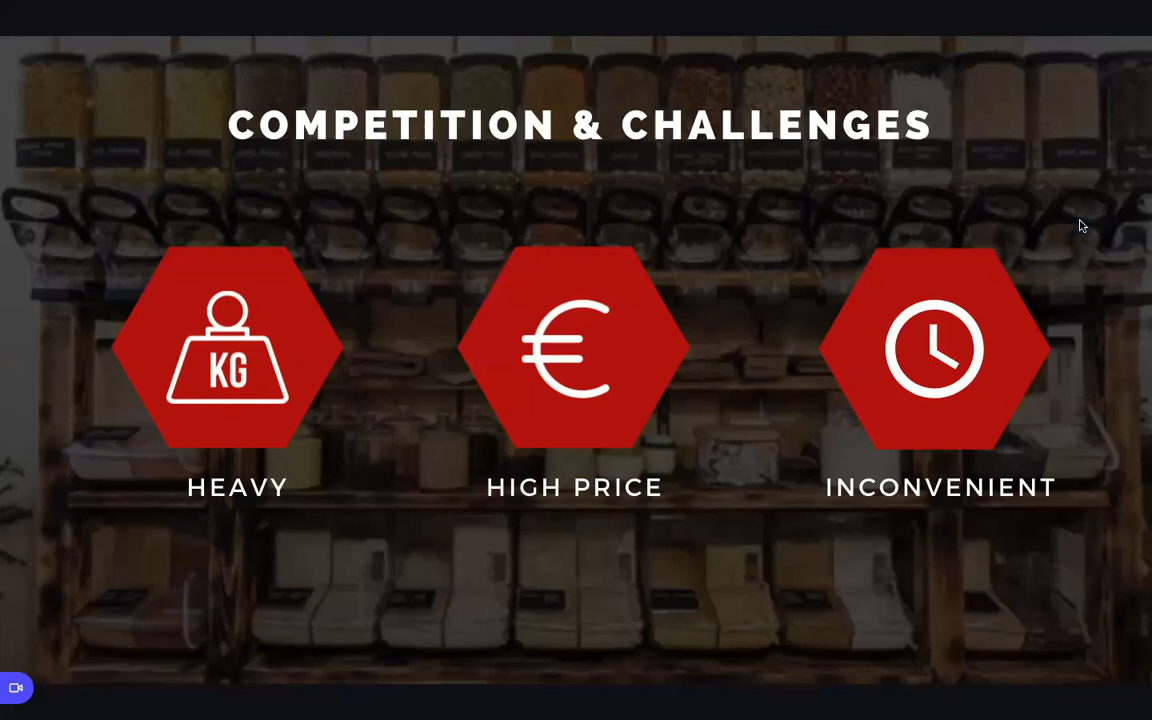 COMPETITION & CHALLENGES
KG
€
HEAVY
HIGH PRICE
INCONVENIENT